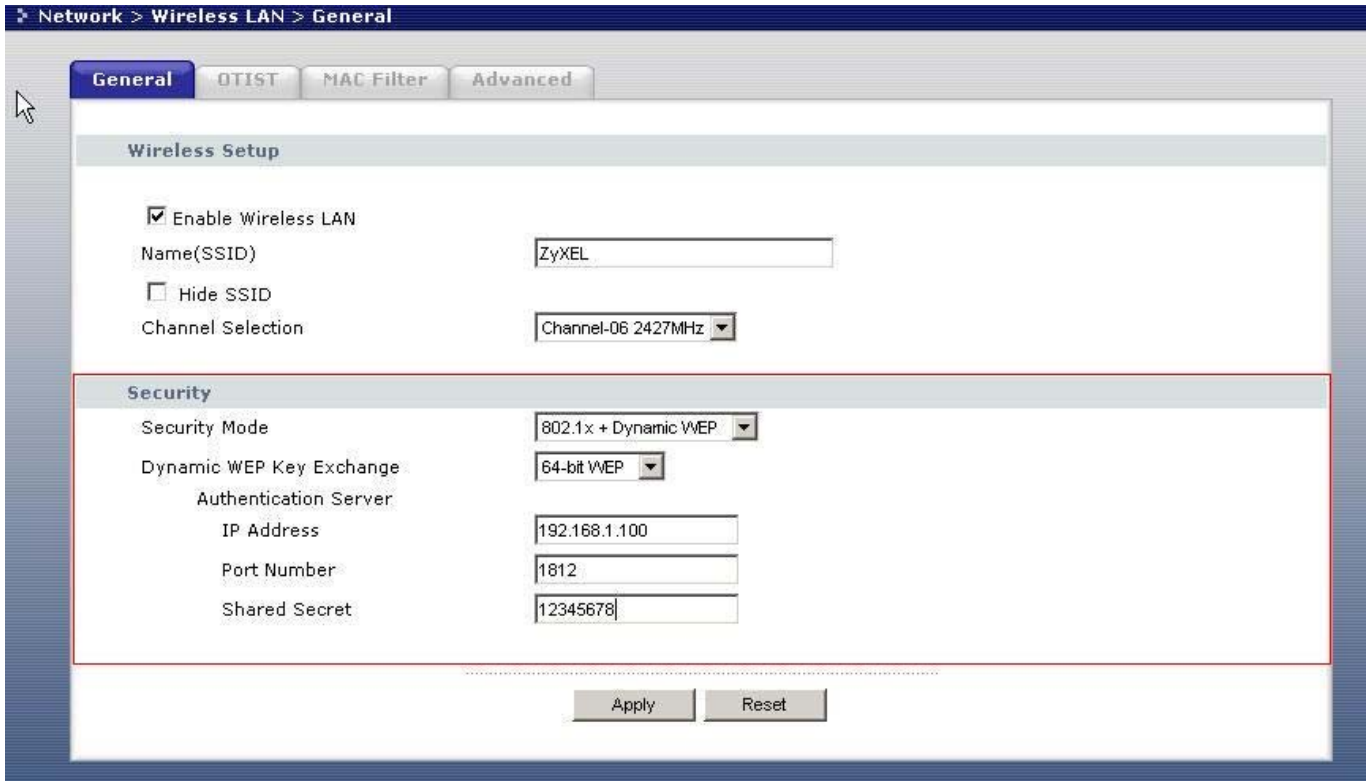 Network > Wireless LAN > General
General OTIST MAC Filter Advanced
Wireless Setup
Enable Wireless LAN
Name(SSID) ZyXEL
Hide SSID
Channel Selection Channel-06 2427MHz
Security
Security Mode 802.1x + Dynamic WEP
Dynamic WEP Key Exchange 64-bit WEP
Authentication Server
IP Address 192.168.1.100
Port Number 1812
Shared Secret 12345678
Apply Reset